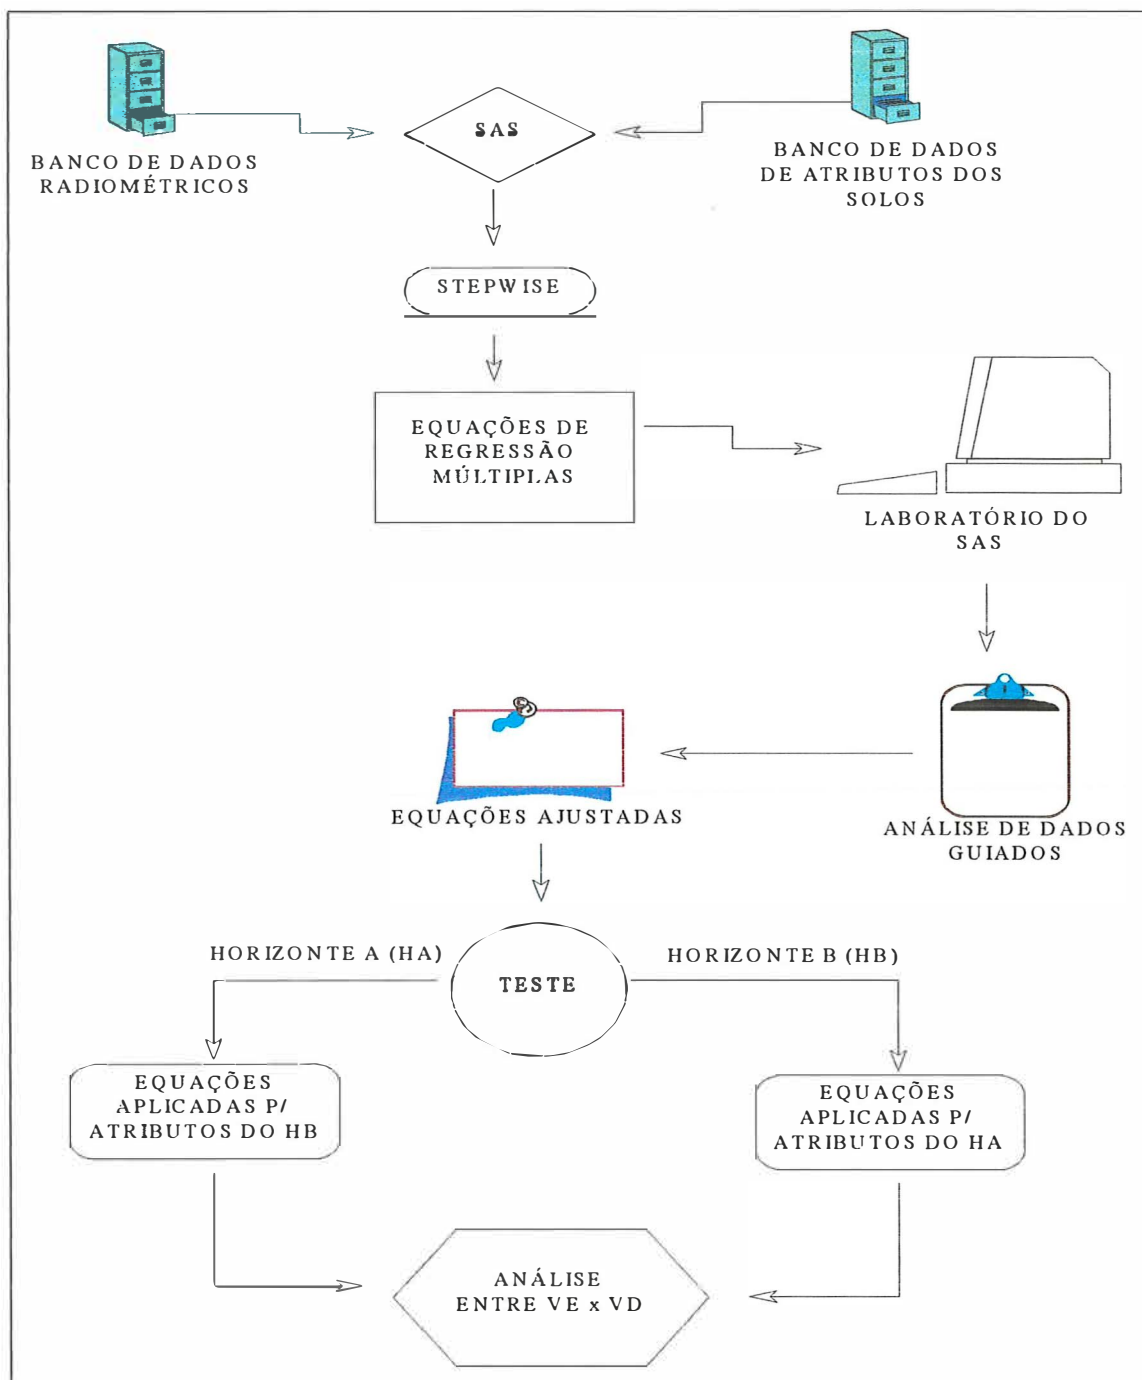 SAS
BANCO DE DADOS
RADIOMÉTRICOS
BANCO DE DADOS
DE ATRIBUTOS DOS
SOLOS
STEPWISE
EQUAÇÕES DE
REGRESSÃO
MÚLTIPLAS
LABORATÓRIO DO
SAS
EQUAÇÕES AJUSTADAS
ANÁLISE DE DADOS
GUIADOS
HORIZONTE A (HA)
HORIZONTE B (HB)
TESTE
EQUAÇÕES
APLICADAS P/
ATRIBUTOS DO HB
EQUAÇÕES
APLICADAS P/
ATRIBUTOS DO HA
ANÁLISE
ENTRE VE x VD